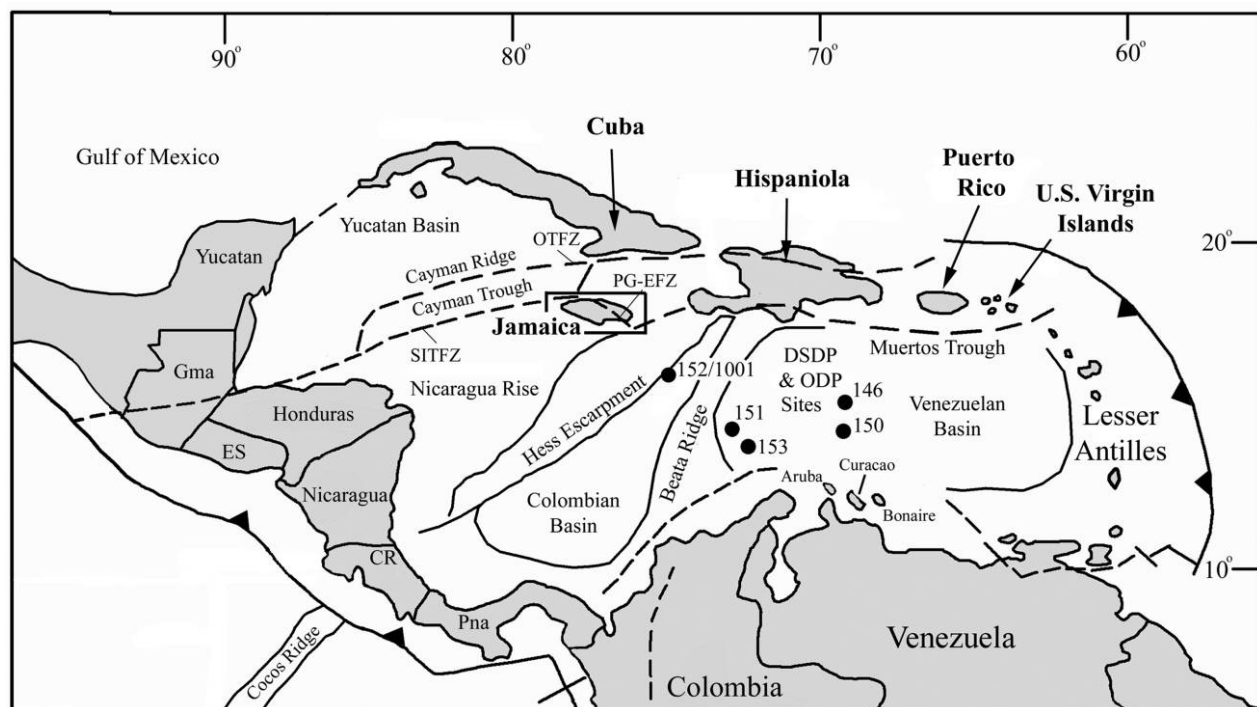 90°
80°
70°
60°
Gulf of Mexico
Cuba
Hispaniola
Puerto
Rico
U.S. Virgin
Islands
20°
Yucatan Basin
Yucatan
OTFZ
Cayman Ridge
PG-EFZ
Cayman Trough
Jamaica
SITFZ
Muertos Trough
Gma
Nicaragua Rise
152/1001
DSDP
& ODP
Sites
146
150
151
153
Venezuelan
Basin
Lesser
Antilles
Honduras
ES
Hess Escarpment
Beata Ridge
Nicaragua
Colombian
Basin
Aruba
Curacao
Bonaire
CR
10°
Pna
Cocos Ridge
Venezuela
Colombia